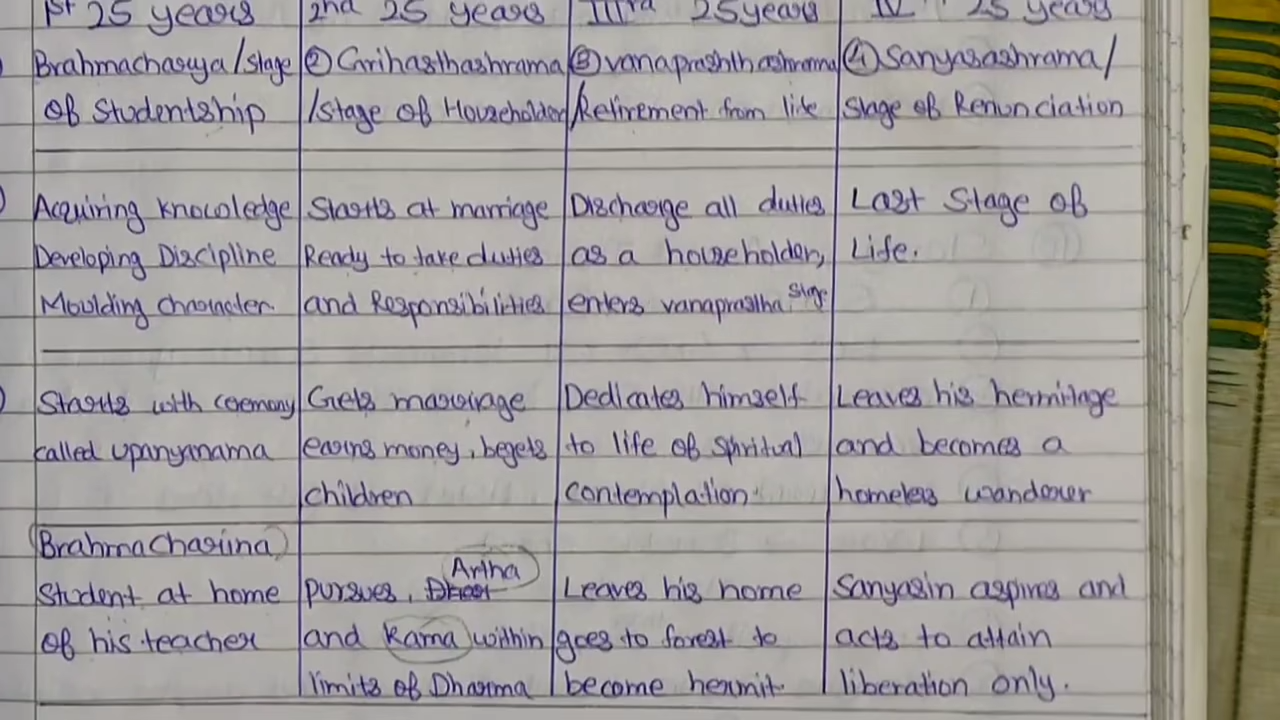 1st 25 years | 2nd 25 years | IIIrd 25 years | IV 25 years
Brahmacharya/Stage | ② Grihasthashrama | ③ vanaprashthashrama | ④ Sanyasashrama/
of Studentship | /Stage of Householder | /Retirement from life | Stage of Renunciation
Acquiring knowledge | Starts at marriage | Discharge all duties | Last Stage of
Developing Discipline | Ready to take duties | as a householder, | Life.
Moulding character. | and Responsibilities | enters vanaprastha stage
Starts with ceremony | Gets marriage | Dedicates himself | Leaves his hermitage
called upanyanama | earns money, begets | to life of spiritual | and becomes a
children | contemplation. | homeless wanderer
Brahmacharina
Artha
Student at home | pursues, | Leaves his home | Sanyasin aspires and
of his teacher | and Kama within | goes to forest to | acts to attain
limits of Dharma | become hermit. | liberation only.